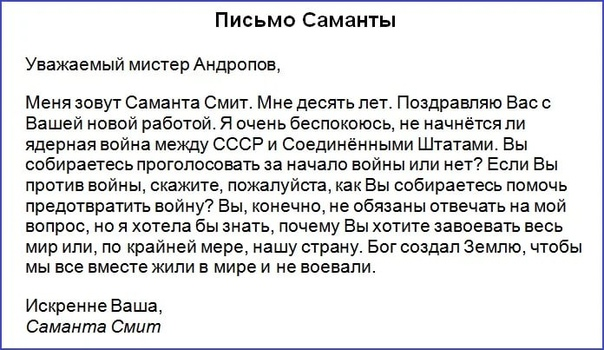 Письмо Саманты
Уважаемый мистер Андропов,
Меня зовут Саманта Смит. Мне десять лет. Поздравляю Вас с
Вашей новой работой. Я очень беспокоюсь, не начнётся ли
ядерная война между СССР и Соединёнными Штатами. Вы
собираетесь проголосовать за начало войны или нет? Если Вы
против войны, скажите, пожалуйста, как Вы собираетесь помочь
предотвратить войну? Вы, конечно, не обязаны отвечать на мой
вопрос, но я хотела бы знать, почему Вы хотите завоевать весь
мир или, по крайней мере, нашу страну. Бог создал Землю, чтобы
мы все вместе жили в мире и не воевали.
Искренне Ваша,
Саманта Смит